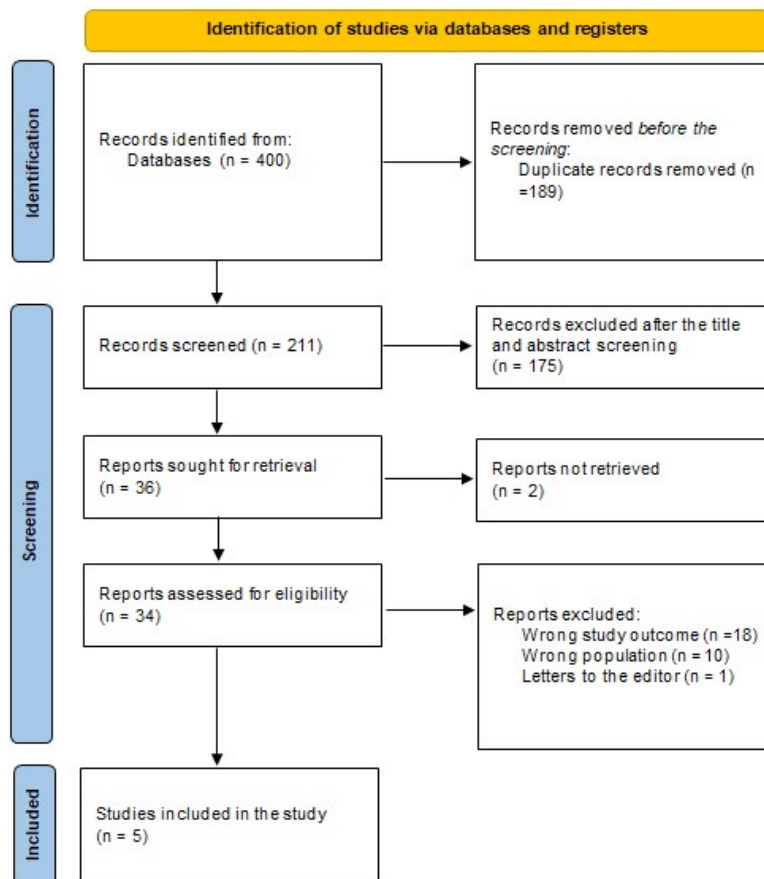 Identification of studies via databases and registers
Identification
Records identified from:
Databases (n = 400)
Records removed before the
screening:
Duplicate records removed (n
=189)
Screening
Records screened (n = 211)
Records excluded after the title
and abstract screening
(n = 175)
Reports sought for retrieval
(n = 36)
Reports not retrieved
(n = 2)
Reports assessed for eligibility
(n = 34)
Reports excluded:
Wrong study outcome (n =18)
Wrong population (n = 10)
Letters to the editor (n = 1)
Included
Studies included in the study
(n = 5)